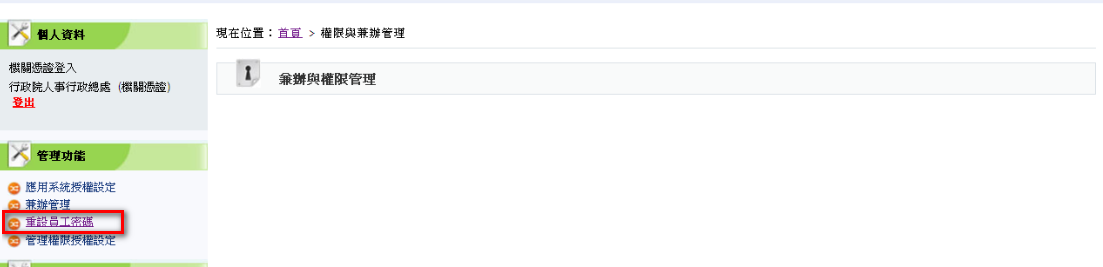 個人資料
機關憑證登入
行政院人事行政總處 (機關憑證)
登出
管理功能
應用系統授權設定
兼辦管理
重設員工密碼
管理權限授權設定
現在位置：首頁 > 權限與兼辦管理
兼辦與權限管理